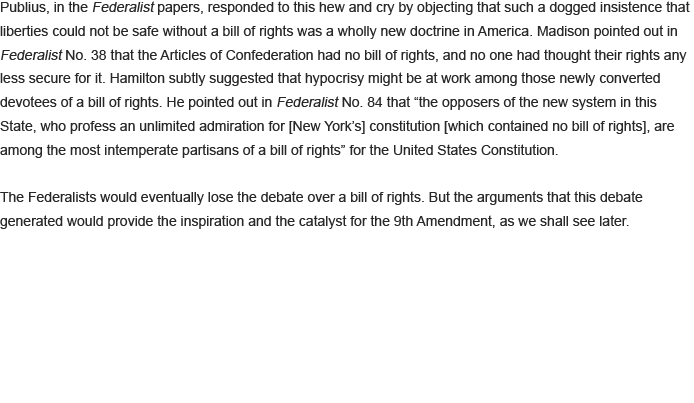 Publius, in the Federalist papers, responded to this hew and cry by objecting that such a dogged insistence that
liberties could not be safe without a bill of rights was a wholly new doctrine in America. Madison pointed out in
Federalist No. 38 that the Articles of Confederation had no bill of rights, and no one had thought their rights any
less secure for it. Hamilton subtly suggested that hypocrisy might be at work among those newly converted
devotees of a bill of rights. He pointed out in Federalist No. 84 that “the opposers of the new system in this
State, who profess an unlimited admiration for [New York’s] constitution [which contained no bill of rights], are
among the most intemperate partisans of a bill of rights” for the United States Constitution.
The Federalists would eventually lose the debate over a bill of rights. But the arguments that this debate
generated would provide the inspiration and the catalyst for the 9th Amendment, as we shall see later.